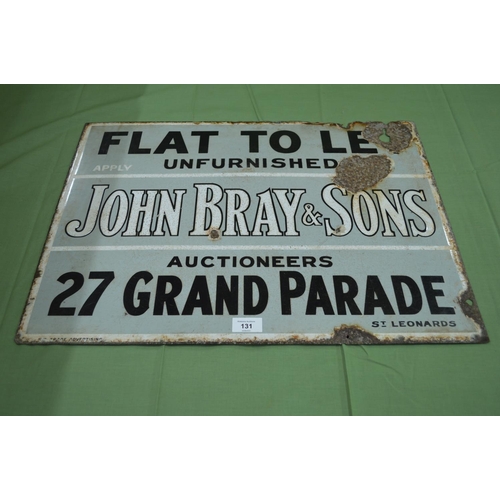 FLAT TO LE
UNFURNISHED
APPLY
JOHN BRAY & SONS
AUCTIONEERS
27 GRAND PARADE
ST LEONARDS
131